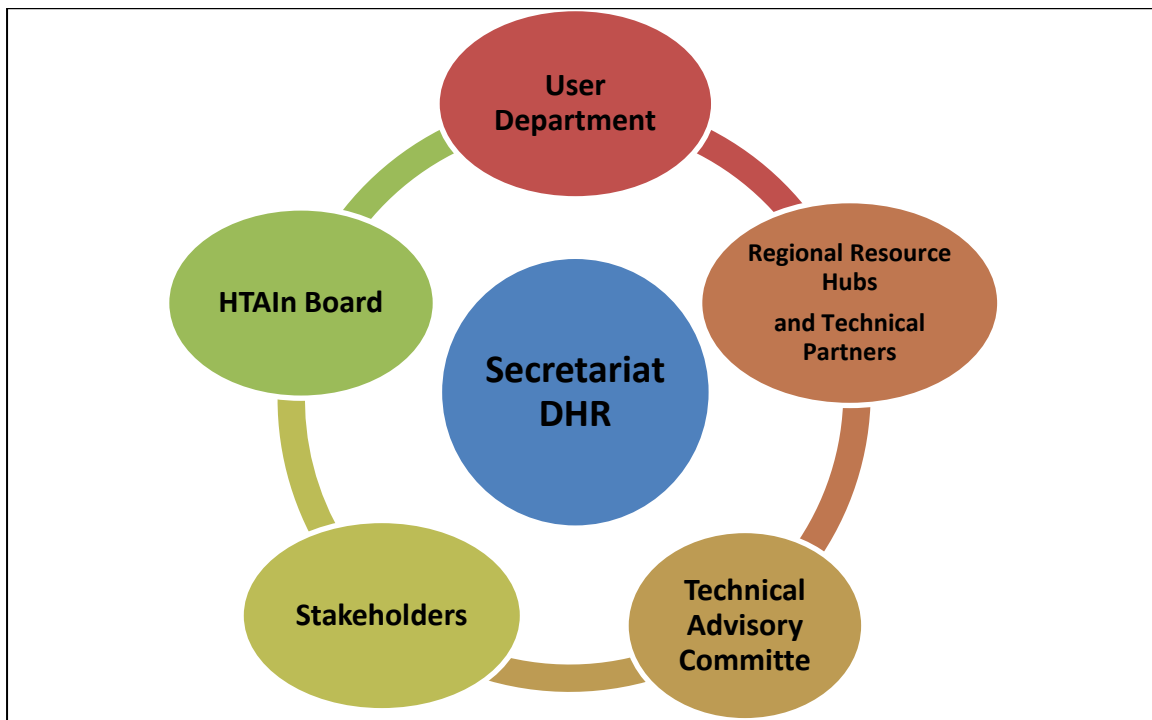 User
Department
Regional Resource
Hubs
and Technical
Partners
HTAIn Board
Secretariat
DHR
Stakeholders
Technical
Advisory
Committe